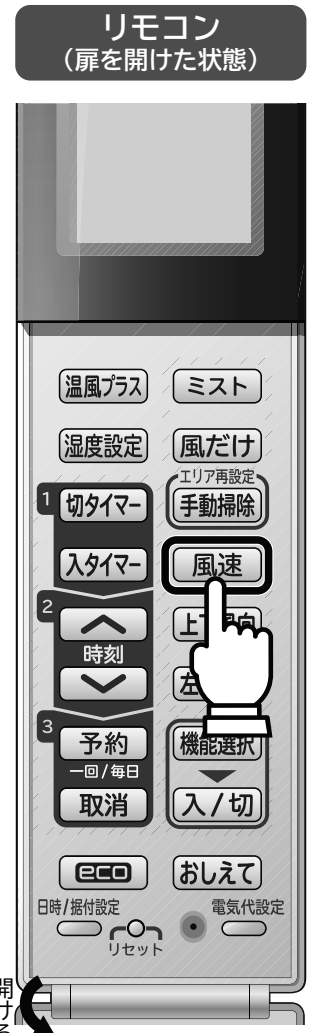 リモコン
（扉を開けた状態）
温風プラス
ミスト
湿度設定
風だけ
エリア再設定
1
切タイマー
手動掃除
入タイマー
風速
2
時刻
3
予約
機能選択
一回/毎日
取消
入/切
eco
おしえて
日時/据付設定
電気代設定
リセット
開
け